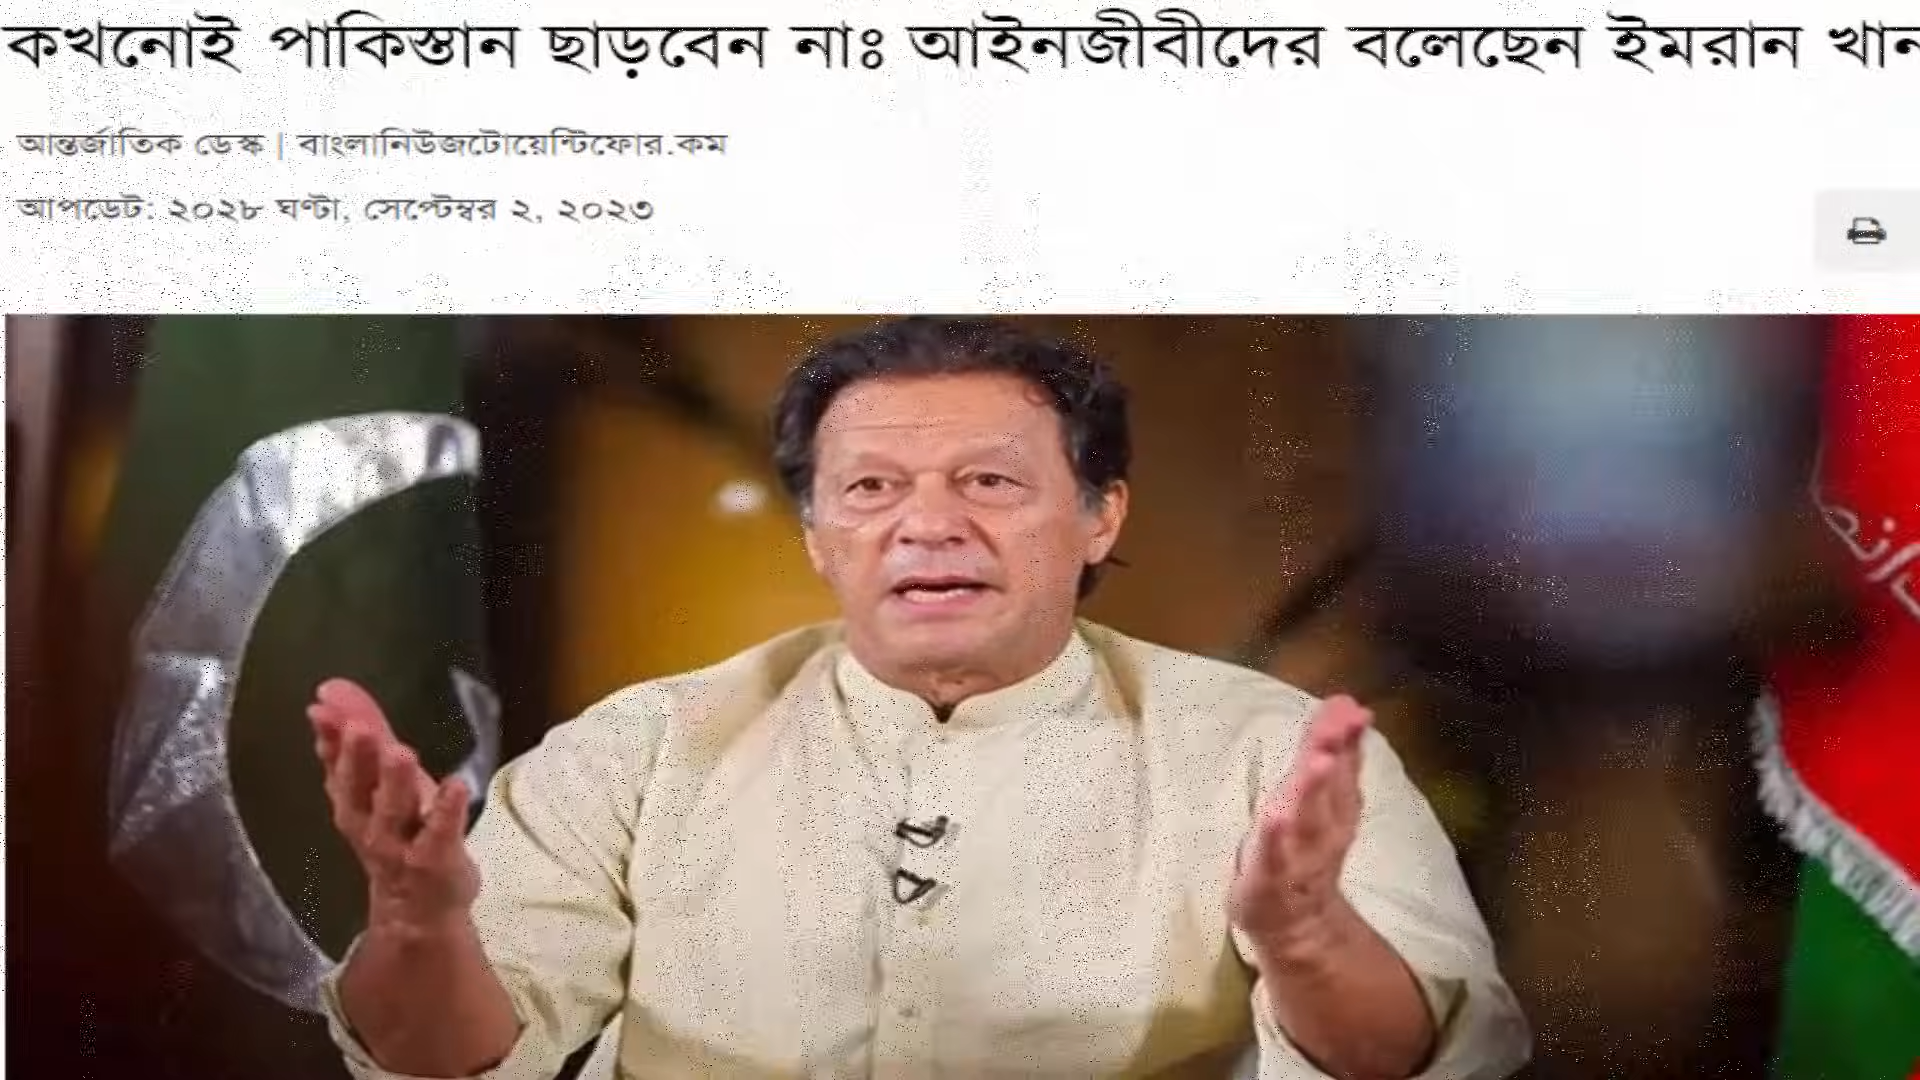 কখনোই পাকিস্তান ছাড়বেন নাঃ আইনজীবীদের বলেছেন ইমরান খান
আন্তর্জাতিক ডেস্ক | বাংলানিউজটোয়েন্টিফোর.কম
আপডেট: ২০২৮ ঘণ্টা, সেপ্টেম্বর ২, ২০২৩